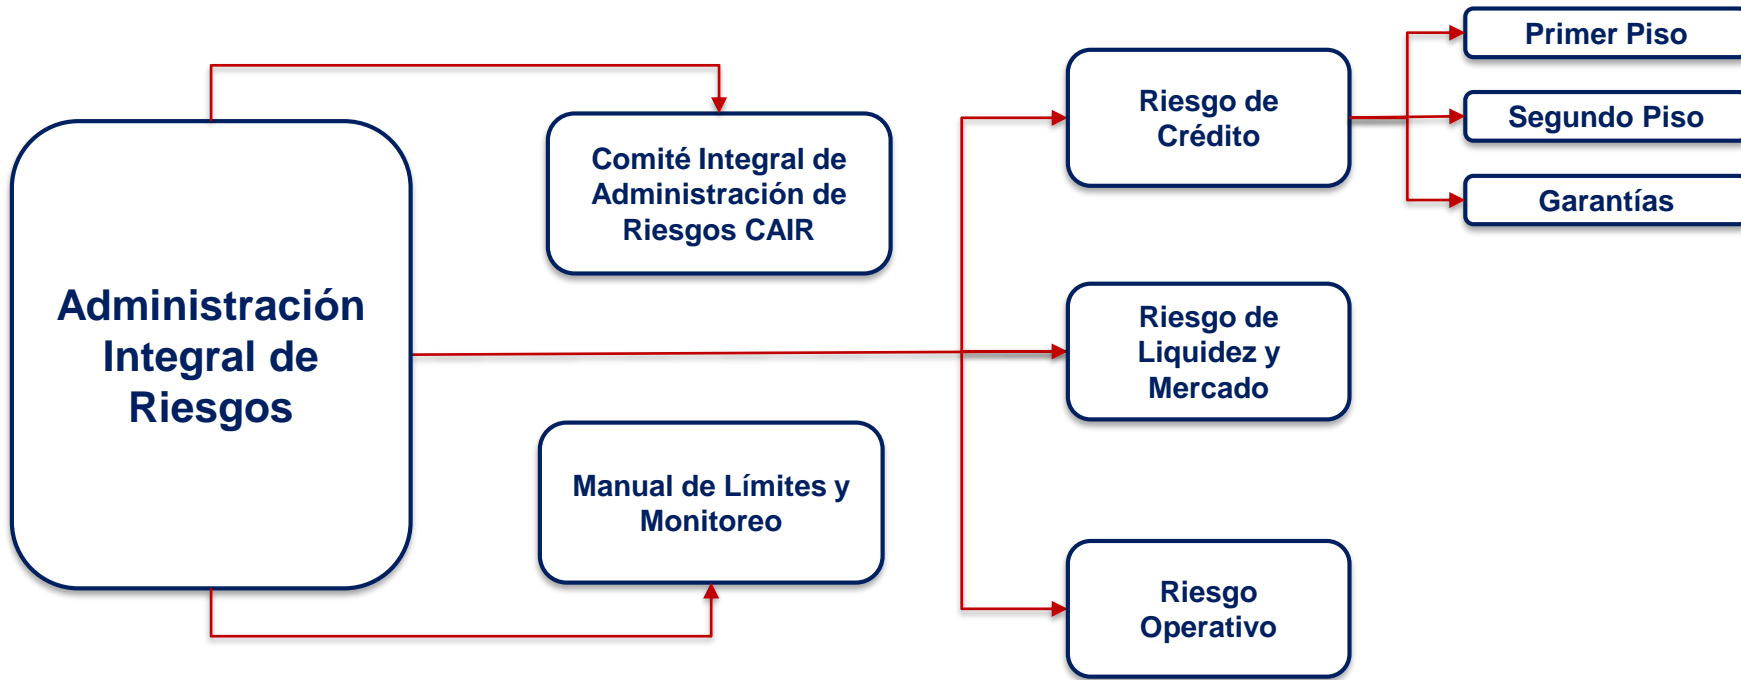 Administración
Integral de
Riesgos
Comité Integral de
Administración de
Riesgos CAIR
Manual de Límites y
Monitoreo
Riesgo de
Crédito
Riesgo de
Liquidez y
Mercado
Riesgo
Operativo
Primer Piso
Segundo Piso
Garantías